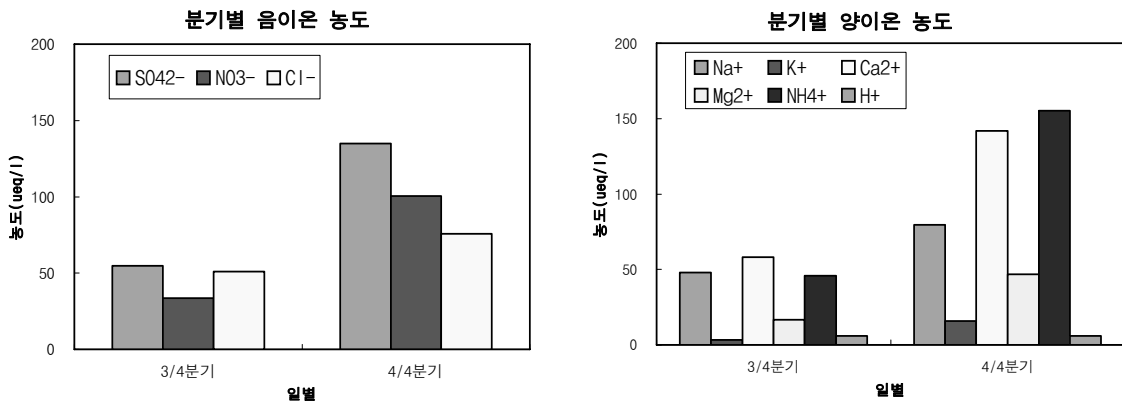 분기별 음이온 농도
200
150
100
50
0
농도(ueq/l)
SO42- NO3- Cl-
3/4분기 4/4분기
일별
분기별 양이온 농도
200
150
100
50
0
농도(ueq/l)
Na+ K+ Ca2+
Mg2+ NH4+ H+
3/4분기 4/4분기
일별